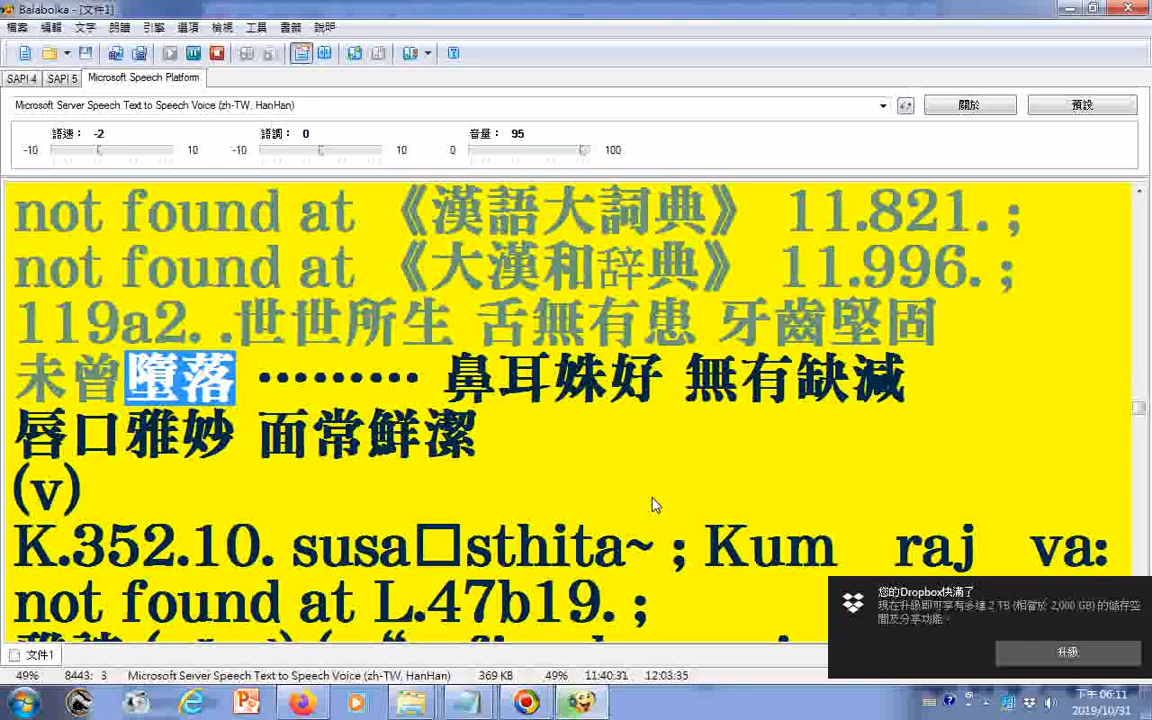 Balabolka - [文件1]
檔案 編輯 文字 朗讀 引擎 選項 檢視 工具 書籤 說明
SAPI 4 SAPI 5 Microsoft Speech Platform
Microsoft Server Speech Text to Speech Voice (zh-TW, HanHan) 關於 預設
語速： -2 語調： 0 音量： 95
-10 10 -10 10 0 100
not found at 《漢語大詞典》 11.821. ;
not found at 《大漢和辞典》 11.996. ;
119a2. .世世所生 舌無有患 牙齒堅固
未曾墮落 ⋯⋯⋯ 鼻耳姝好 無有缺減
唇口雅妙 面常鮮潔
(v)
K.352.10. susa□sthita~ ; Kum raj va:
not found at L.47b19. ;
您的Dropbox快滿了
現在升級即可享有多達 2 TB (相當於 2,000 GB) 的儲存空
間及分享功能。
升級
文件1
49% 8443: 3 Microsoft Server Speech Text to Speech Voice (zh-TW, HanHan) 369 KB 49% 11:40:31 12:03:35
下午 06:11
2019/10/31